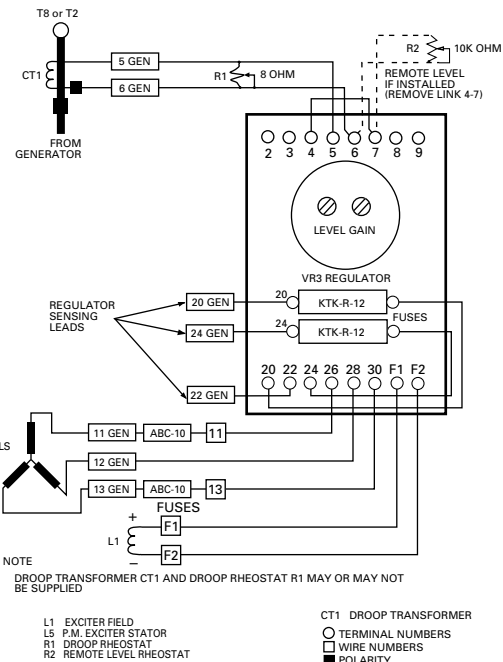 T8 or T2
CT1
5 GEN
6 GEN
R1
8 OHM
R2
10K OHM
REMOTE LEVEL
IF INSTALLED
(REMOVE LINK 4-7)
FROM
GENERATOR
2 3 4 5 6 7 8 9
LEVEL GAIN
VR3 REGULATOR
REGULATOR
SENSING
LEADS
20 GEN
20
KTK-R-12
FUSES
24 GEN
24
KTK-R-12
20 22 24 26 28 30 F1 F2
22 GEN
LS
11 GEN
ABC-10
11
12 GEN
13 GEN
ABC-10
13
FUSES
+
L1
F1
–
F2
NOTE
DROOP TRANSFORMER CT1 AND DROOP RHEOSTAT R1 MAY OR MAY NOT
BE SUPPLIED
L1 EXCITER FIELD
L5 P.M. EXCITER STATOR
R1 DROOP RHEOSTAT
R2 REMOTE LEVEL RHEOSTAT
CT1 DROOP TRANSFORMER
TERMINAL NUMBERS
WIRE NUMBERS
POLARITY